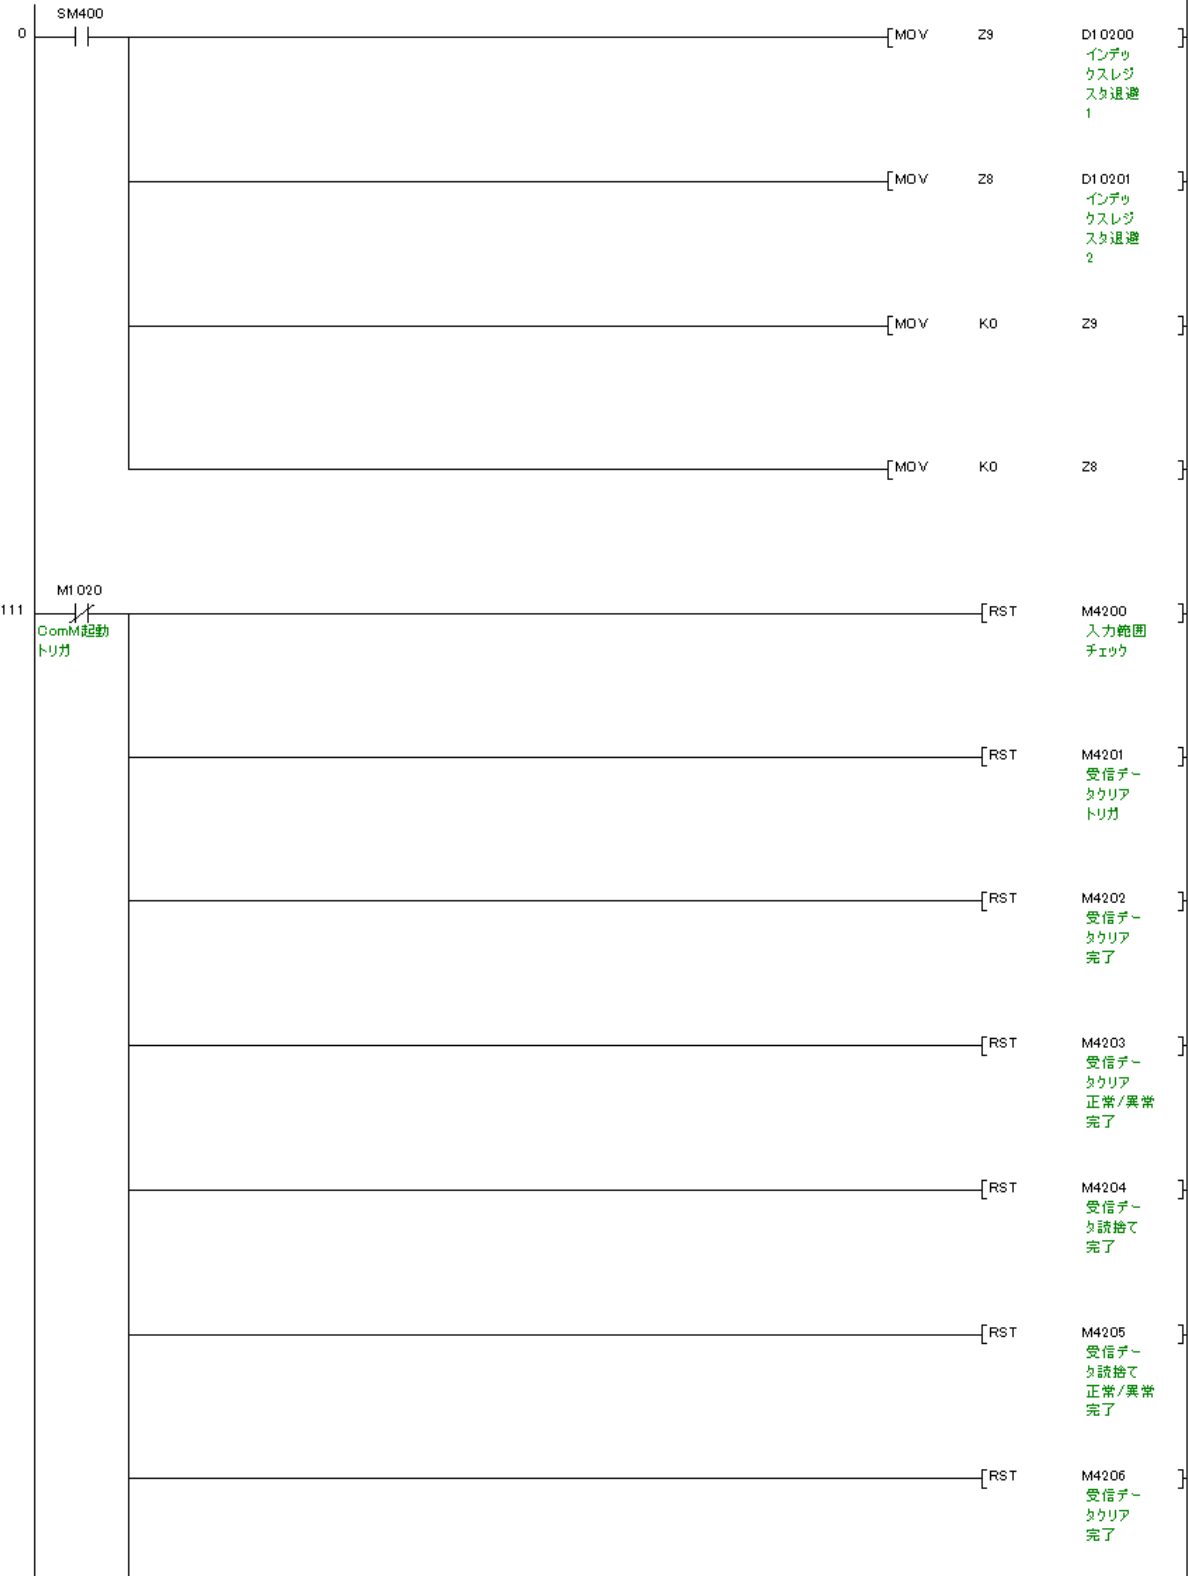 SM400
0
MOV Z9 D10200
インデッ
クスレジ
スタ退避
1
MOV Z8 D10201
インデッ
クスレジ
スタ退避
2
MOV K0 Z9
MOV K0 Z8
M1020
111
RST M4200
ComM起動
トリガ
入力範囲
チェック
RST M4201
受信デー
タクリア
トリガ
RST M4202
受信デー
タクリア
完了
RST M4203
受信デー
タクリア
正常/異常
完了
RST M4204
受信デー
タ読捨て
完了
RST M4205
受信デー
タ読捨て
正常/異常
完了
RST M4206
受信デー
タクリア
完了